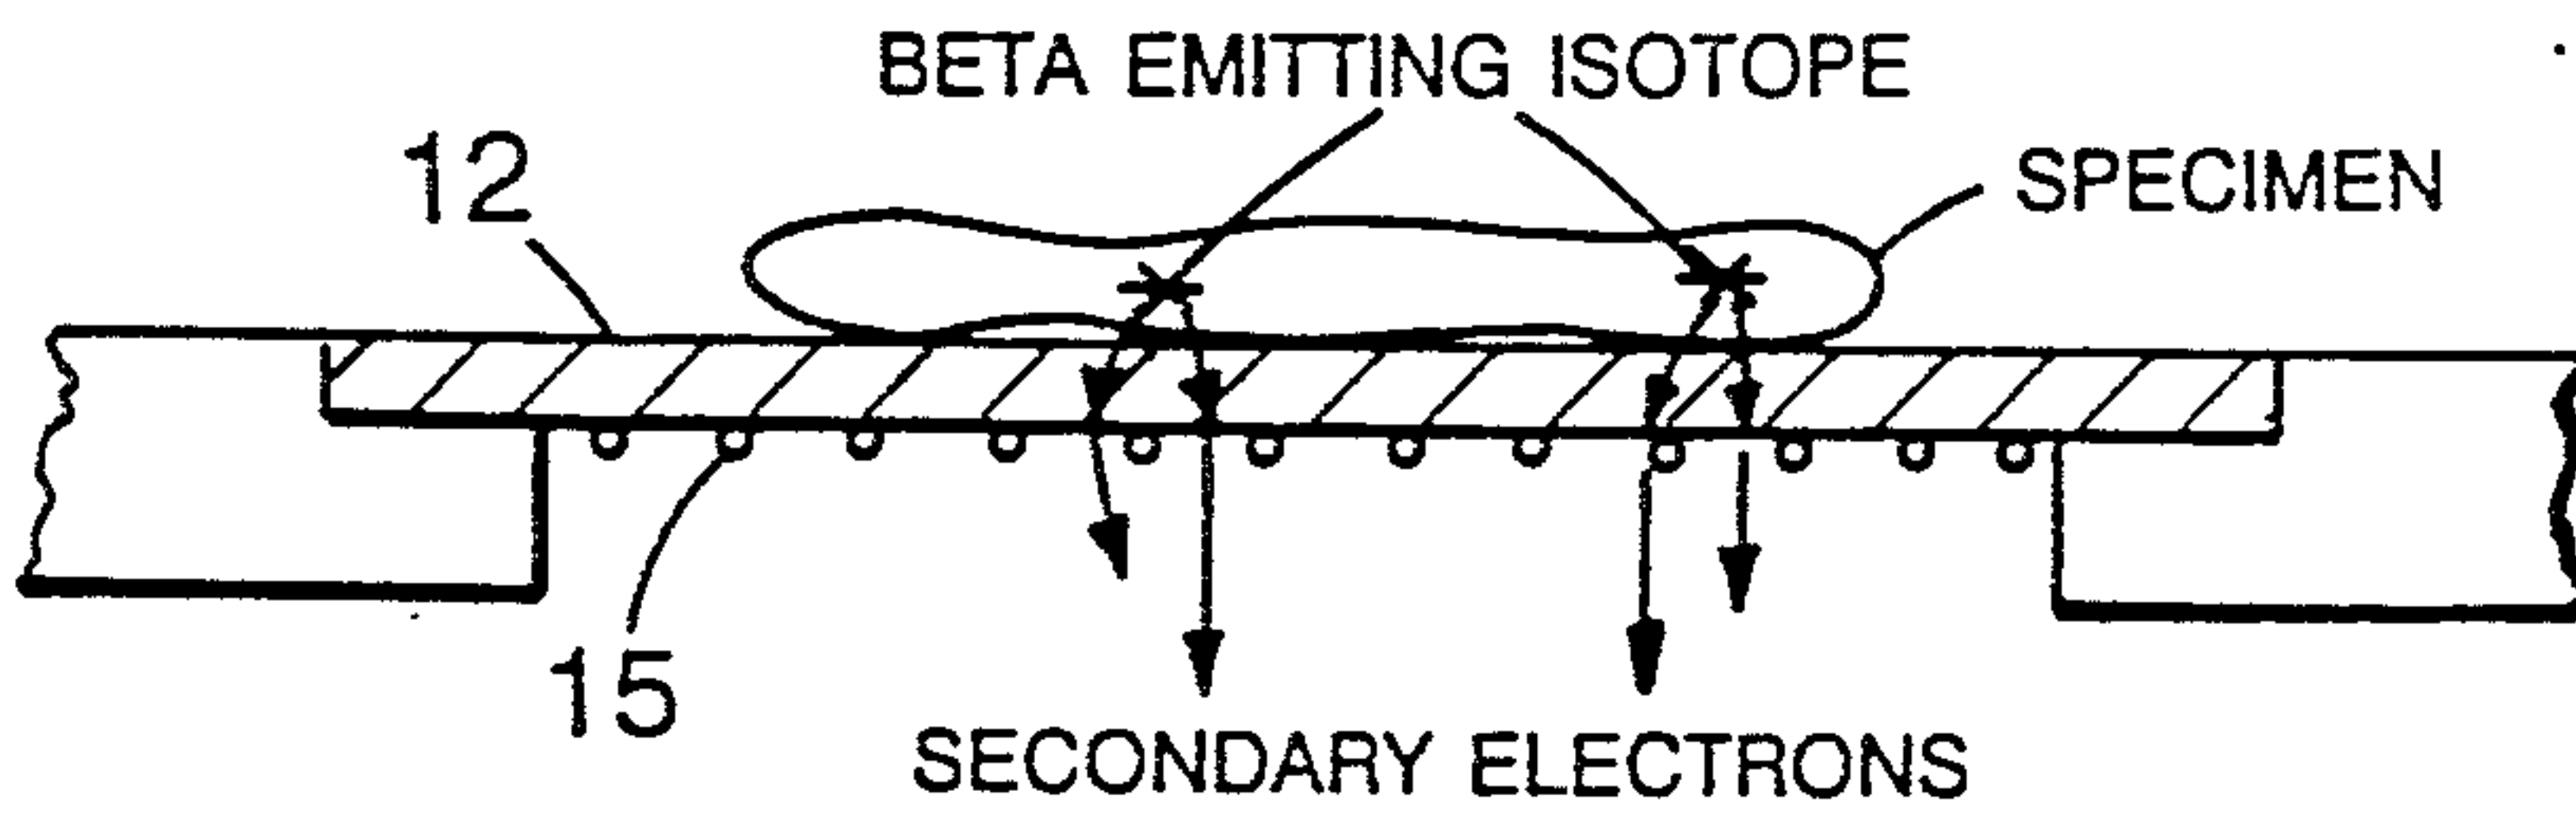 BETA EMITTING ISOTOPE
12
SPECIMEN
15
SECONDARY ELECTRONS